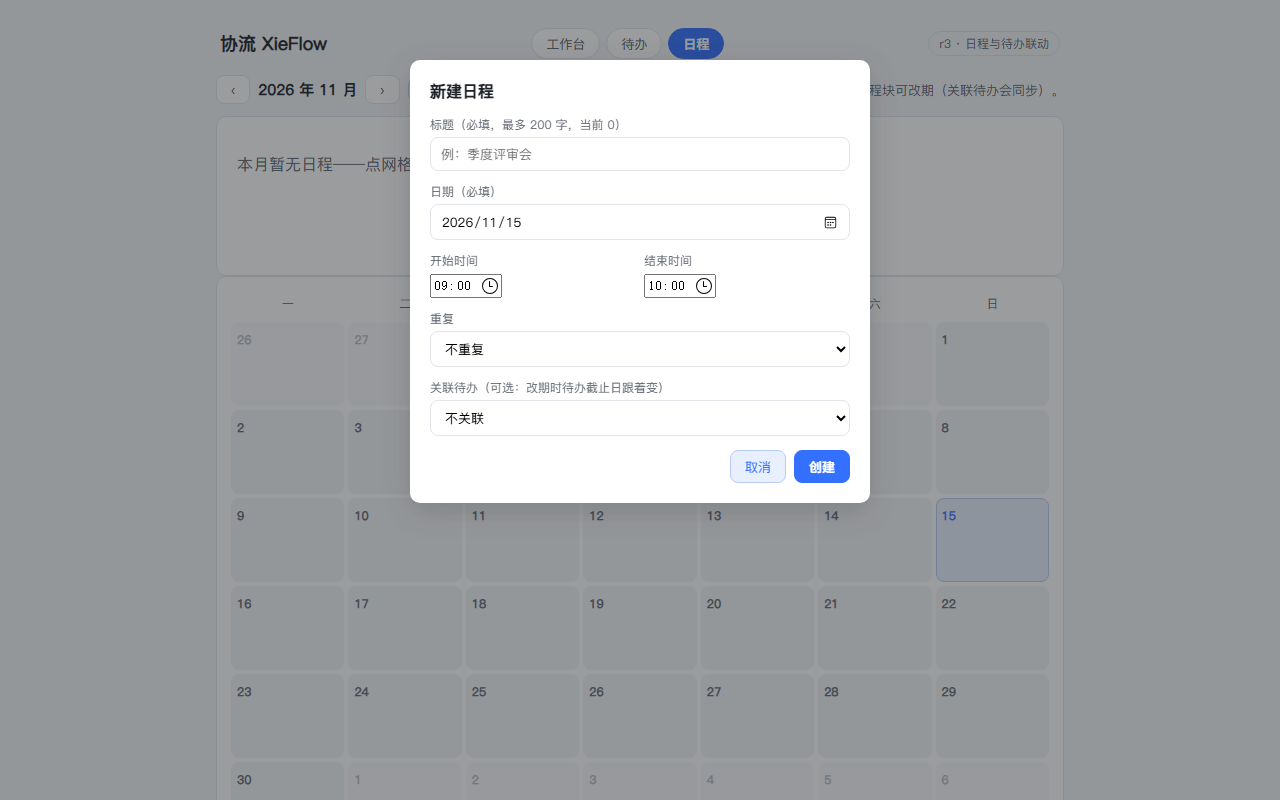 协流 XieFlow
工作台 待办 日程
r3 · 日程与待办联动
‹ 2026 年 11 月 ›
程块可改期（关联待办会同步）。
本月暂无日程——点网格
新建日程
标题（必填，最多 200 字，当前 0）
例：季度评审会
日期（必填）
2026/11/15
开始时间 结束时间
09:00 10:00
重复
不重复
关联待办（可选：改期时待办截止日跟着变）
不关联
取消 创建
一 二 六 日
26 27 1
2 3 8
9 10 11 12 13 14 15
16 17 18 19 20 21 22
23 24 25 26 27 28 29
30 1 2 3 4 5 6